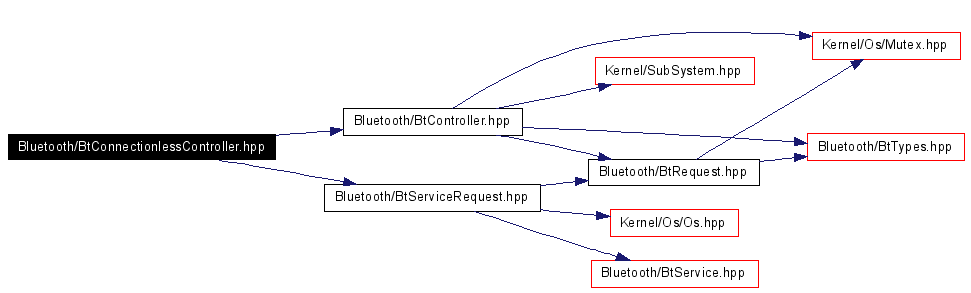 Kernel/Os/Mutex.hpp
Kernel/SubSystem.hpp
Bluetooth/BtController.hpp
Bluetooth/BtConnectionlessController.hpp
Bluetooth/BtTypes.hpp
Bluetooth/BtRequest.hpp
Bluetooth/BtServiceRequest.hpp
Kernel/Os/Os.hpp
Bluetooth/BtService.hpp